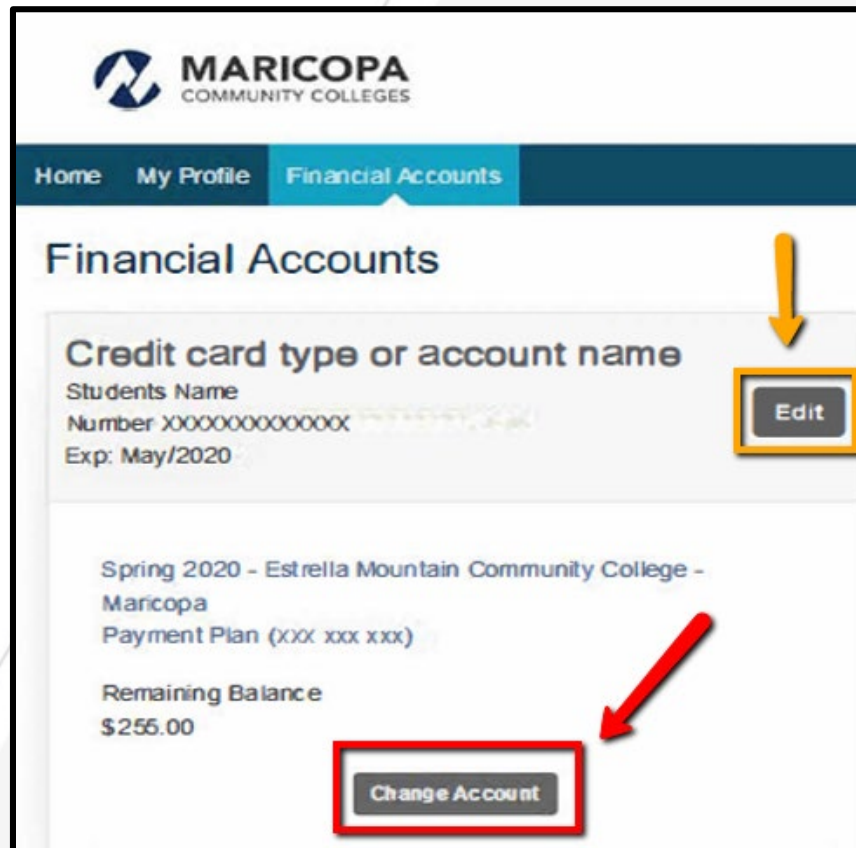 MARICOPA
COMMUNITY COLLEGES
Home My Profile Financial Accounts
Financial Accounts
Credit card type or account name
Students Name
Number XXXXXXXXXXXXX
Exp: May/2020
Edit
Spring 2020 - Estrella Mountain Community College -
Maricopa
Payment Plan (XXX XXX XXX)
Remaining Balance
$255.00
Change Account